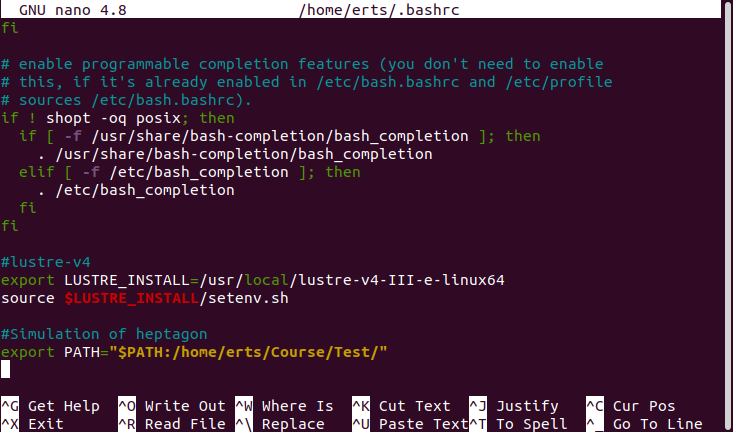 GNU nano 4.8 /home/erts/.bashrc
fi
# enable programmable completion features (you don't need to enable
# this, if it's already enabled in /etc/bash.bashrc and /etc/profile
# sources /etc/bash.bashrc).
if ! shopt -oq posix; then
  if [ -f /usr/share/bash-completion/bash_completion ]; then
    . /usr/share/bash-completion/bash_completion
  elif [ -f /etc/bash_completion ]; then
    . /etc/bash_completion
  fi
fi
#lustre-v4
export LUSTRE_INSTALL=/usr/local/lustre-v4-III-e-linux64
source $LUSTRE_INSTALL/setenv.sh
#Simulation of heptagon
export PATH="$PATH:/home/erts/Course/Test/"
^G Get Help ^O Write Out ^W Where Is ^K Cut Text ^J Justify ^C Cur Pos
^X Exit ^R Read File ^\ Replace ^U Paste Text ^T To Spell ^_ Go To Line